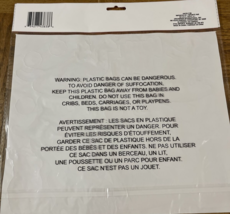 WARNING: PLASTIC BAGS CAN BE DANGEROUS.
TO AVOID DANGER OF SUFFOCATION,
KEEP THIS PLASTIC BAG AWAY FROM BABIES AND
CHILDREN. DO NOT USE THIS BAG IN
CRIBS, BEDS, CARRIAGES, OR PLAYPENS.
THIS BAG IS NOT A TOY.
AVERTISSEMENT : LES SACS EN PLASTIQUE
PEUVENT REPRÉSENTER UN DANGER. POUR
ÉVITER LES RISQUES D'ÉTOUFFEMENT,
GARDER CE SAC DE PLASTIQUE HORS DE LA
PORTÉE DES BÉBÉS ET DES ENFANTS. NE PAS UTILISER
CE SAC DANS UN BERCEAU, UN LIT,
UNE POUSSETTE OU UN PARC POUR ENFANT.
CE SAC N'EST PAS UN JOUET.